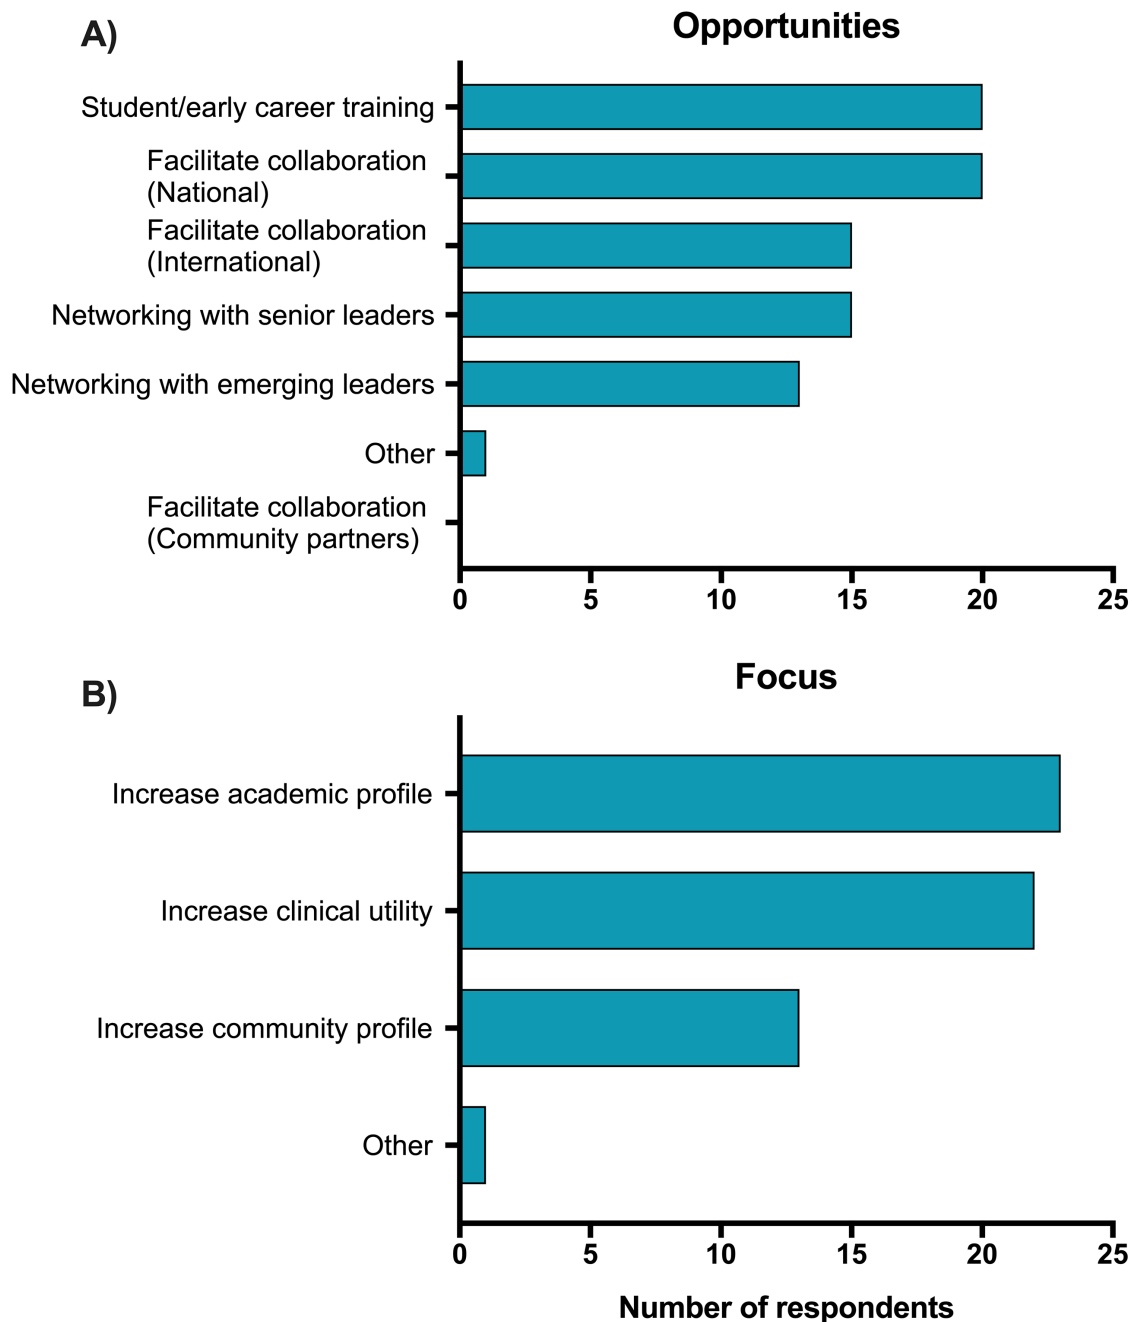 A)
Opportunities
Student/early career training
Facilitate collaboration
(National)
Facilitate collaboration
(International)
Networking with senior leaders
Networking with emerging leaders
Other
Facilitate collaboration
(Community partners)
0 5 10 15 20 25
B)
Focus
Increase academic profile
Increase clinical utility
Increase community profile
Other
0 5 10 15 20 25
Number of respondents